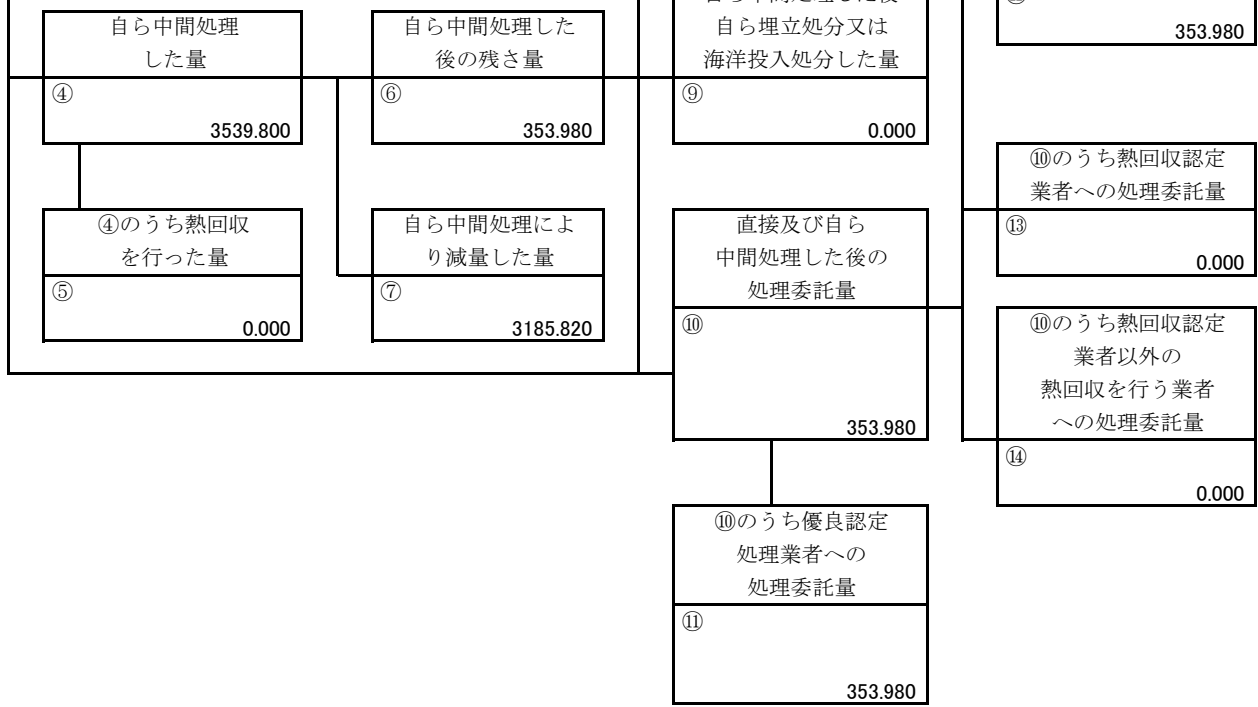 自ら中間処理
した量
④
3539.800
自ら中間処理した
後の残さ量
⑥
353.980
自ら埋立処分又は
海洋投入処分した量
⑨
0.000
353.980
④のうち熱回収
を行った量
⑤
0.000
自ら中間処理によ
り減量した量
⑦
3185.820
直接及び自ら
中間処理した後の
処理委託量
⑩
353.980
⑩のうち熱回収認定
業者への処理委託量
⑬
0.000
⑩のうち熱回収認定
業者以外の
熱回収を行う業者
への処理委託量
⑭
0.000
⑩のうち優良認定
処理業者への
処理委託量
⑪
353.980